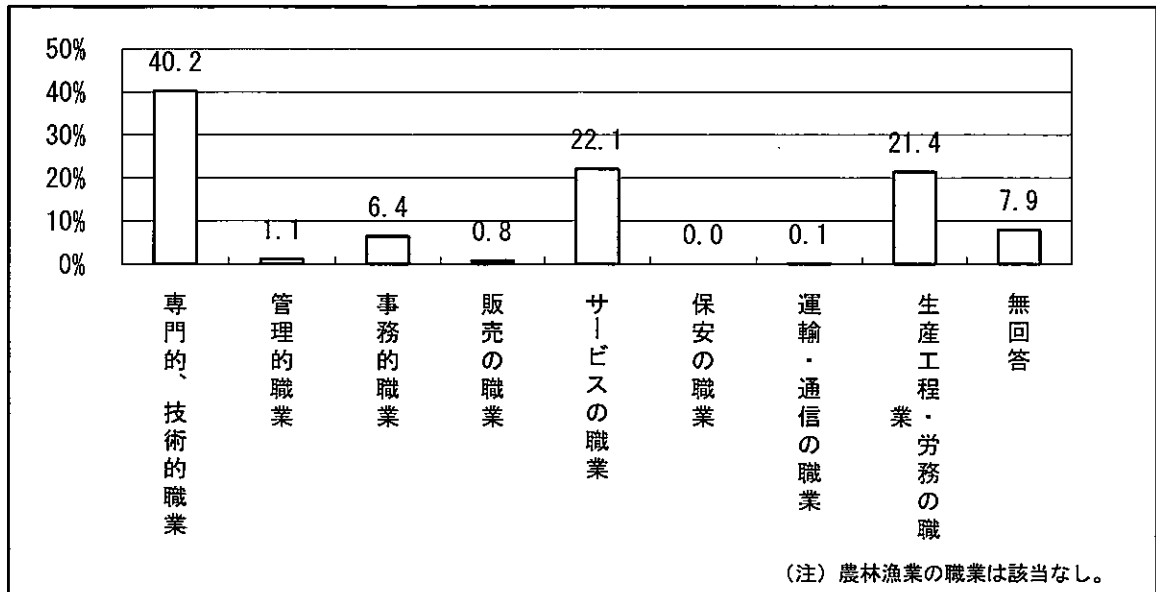 50%
40%
30%
20%
10%
0%
40.2
1.1
6.4
0.8
22.1
0.0
0.1
21.4
7.9
専門的、技術的職業
管理的職業
事務的職業
販売の職業
サービスの職業
保安の職業
運輸・通信の職業
生産工程・労務の職
業
無回答
(注) 農林漁業の職業は該当なし。